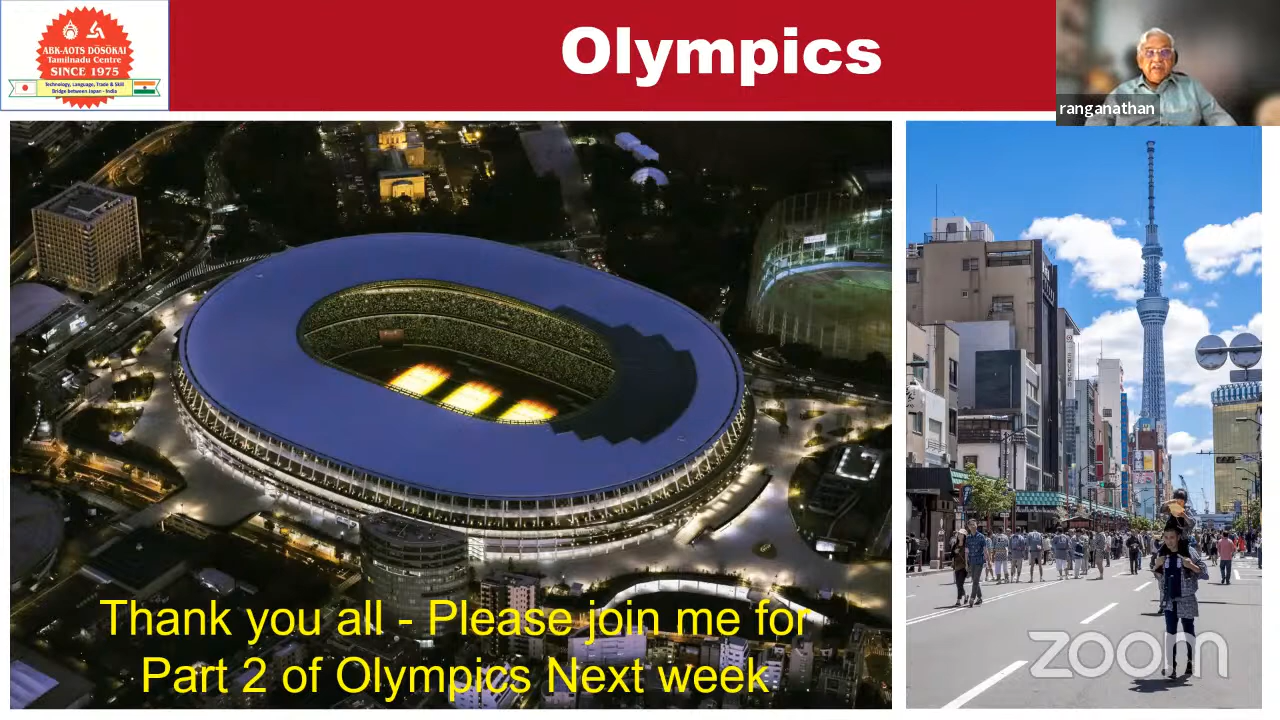 ABK-AOTS DŌSŌKAI
Tamilnadu Centre
SINCE 1975
Technology, Language, Trade & Skill
Bridge between Japan - India
Olympics
ranganathan
Thank you all - Please join me for
Part 2 of Olympics Next week
zoom